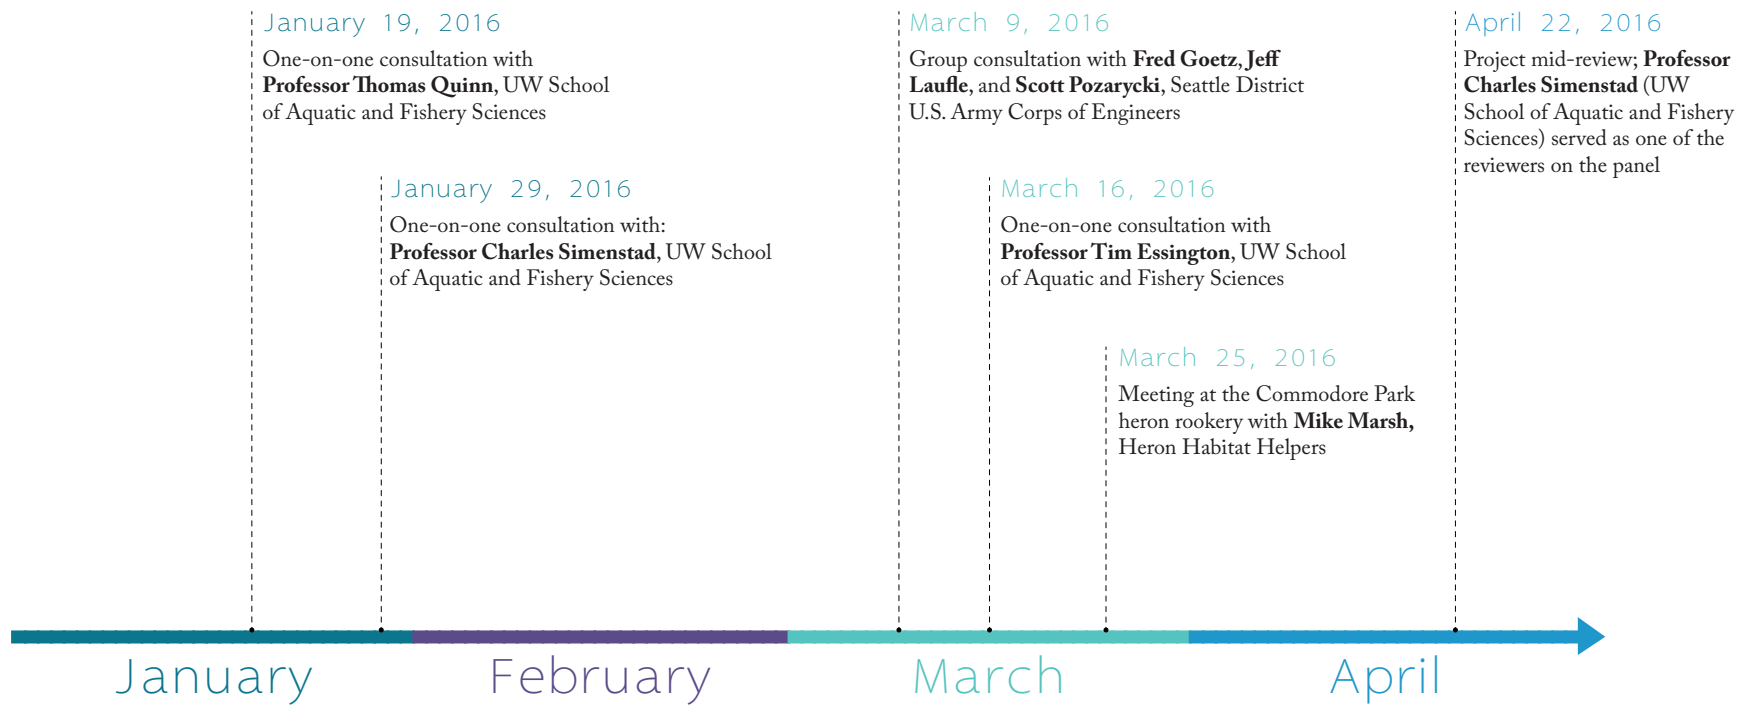 January 19, 2016
One-on-one consultation with
Professor Thomas Quinn, UW School
of Aquatic and Fishery Sciences
January 29, 2016
One-on-one consultation with:
Professor Charles Simenstad, UW School
of Aquatic and Fishery Sciences
March 9, 2016
Group consultation with Fred Goetz, Jeff
Laufle, and Scott Pozarycki, Seattle District
U.S. Army Corps of Engineers
March 16, 2016
One-on-one consultation with
Professor Tim Essington, UW School
of Aquatic and Fishery Sciences
March 25, 2016
Meeting at the Commodore Park
heron rookery with Mike Marsh,
Heron Habitat Helpers
April 22, 2016
Project mid-review; Professor
Charles Simenstad (UW
School of Aquatic and Fishery
Sciences) served as one of the
reviewers on the panel
January
February
March
April